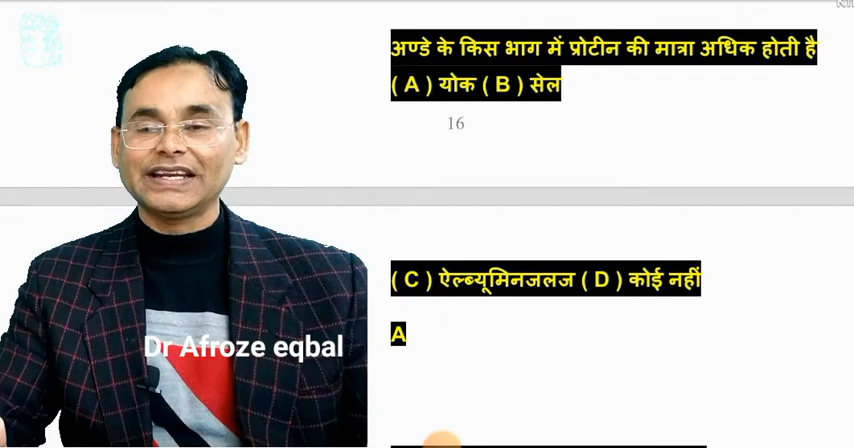 अण्डे के किस भाग में प्रोटीन की मात्रा अधिक होती है
( A ) योक ( B ) सेल
16
( C ) ऐल्ब्यूमिनजलज ( D ) कोई नहीं
A
Dr Afroze eqbal